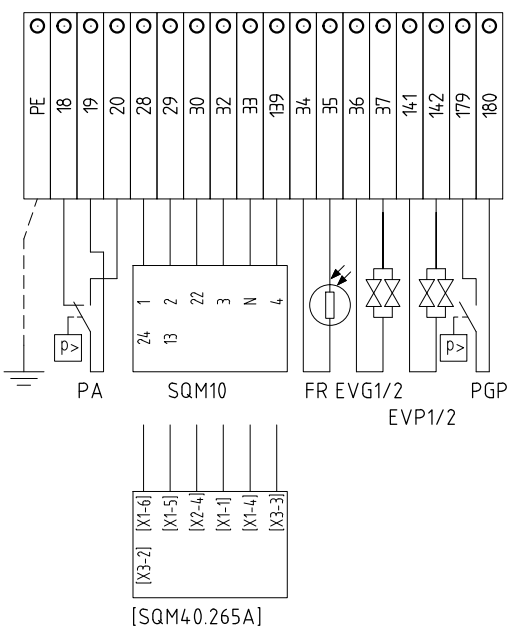 PE 18 19 20 28 29 30 32 33 139 34 35 36 37 141 142 179 180
1 2 22 3 N 4
24 13
p> p>
PA SQM10 FR EVG1/2 PGP
EVP1/2
[X1-6] [X1-5] [X2-4] [X1-1] [X1-4] [X3-3]
[X3-2]
[SQM40.265A]